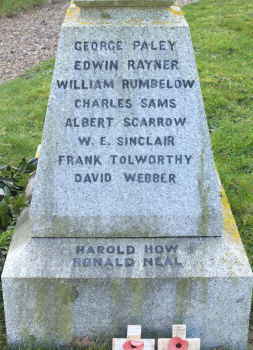 GEORGE PALEY
EDWIN RAYNER
WILLIAM RUMBELOW
CHARLES SAMS
ALBERT SCARROW
W. E. SINCLAIR
FRANK TOLWORTHY
DAVID WEBBER
HAROLD HOW
RONALD NEAL